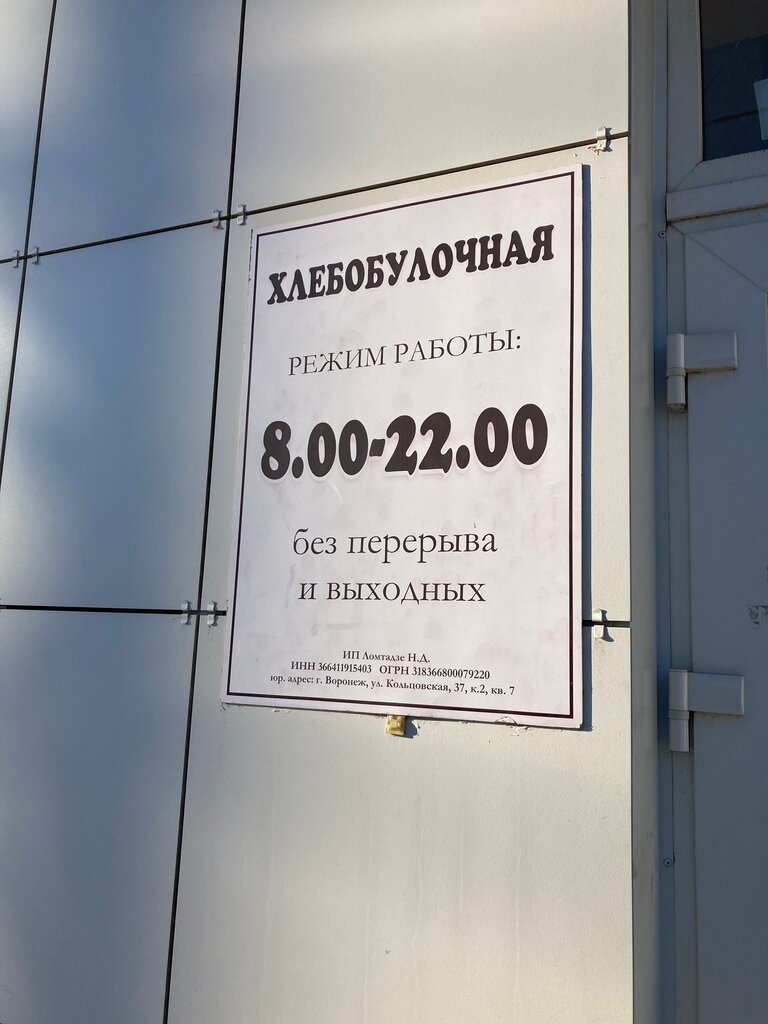 ХЛЕБОБУЛОЧНАЯ
РЕЖИМ РАБОТЫ:
8.00-22.00
без перерыва
и выходных
ИП Ломтадзе Н.Д.
ИНН 366411915403 ОГРН 318366800079220
юр. адрес: г. Воронеж, ул. Кольцовская, 37, к.2, кв. 7